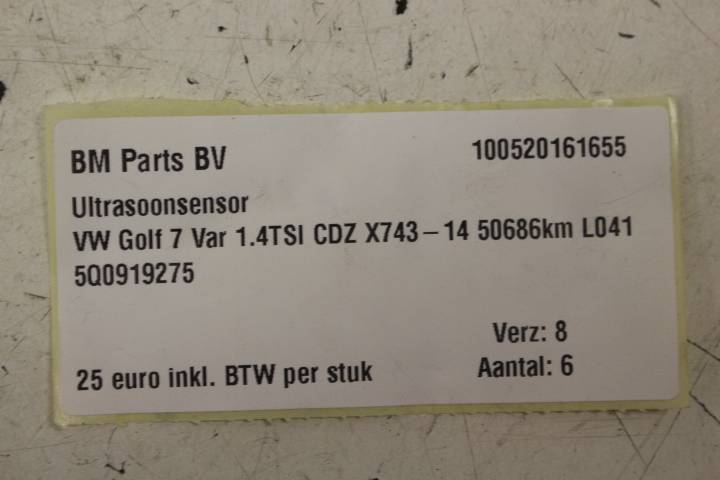 BM Parts BV 100520161655
Ultrasoonsensor
VW Golf 7 Var 1.4TSI CDZ X743-14 50686km L041
5Q0919275
Verz: 8
25 euro inkl. BTW per stuk Aantal: 6